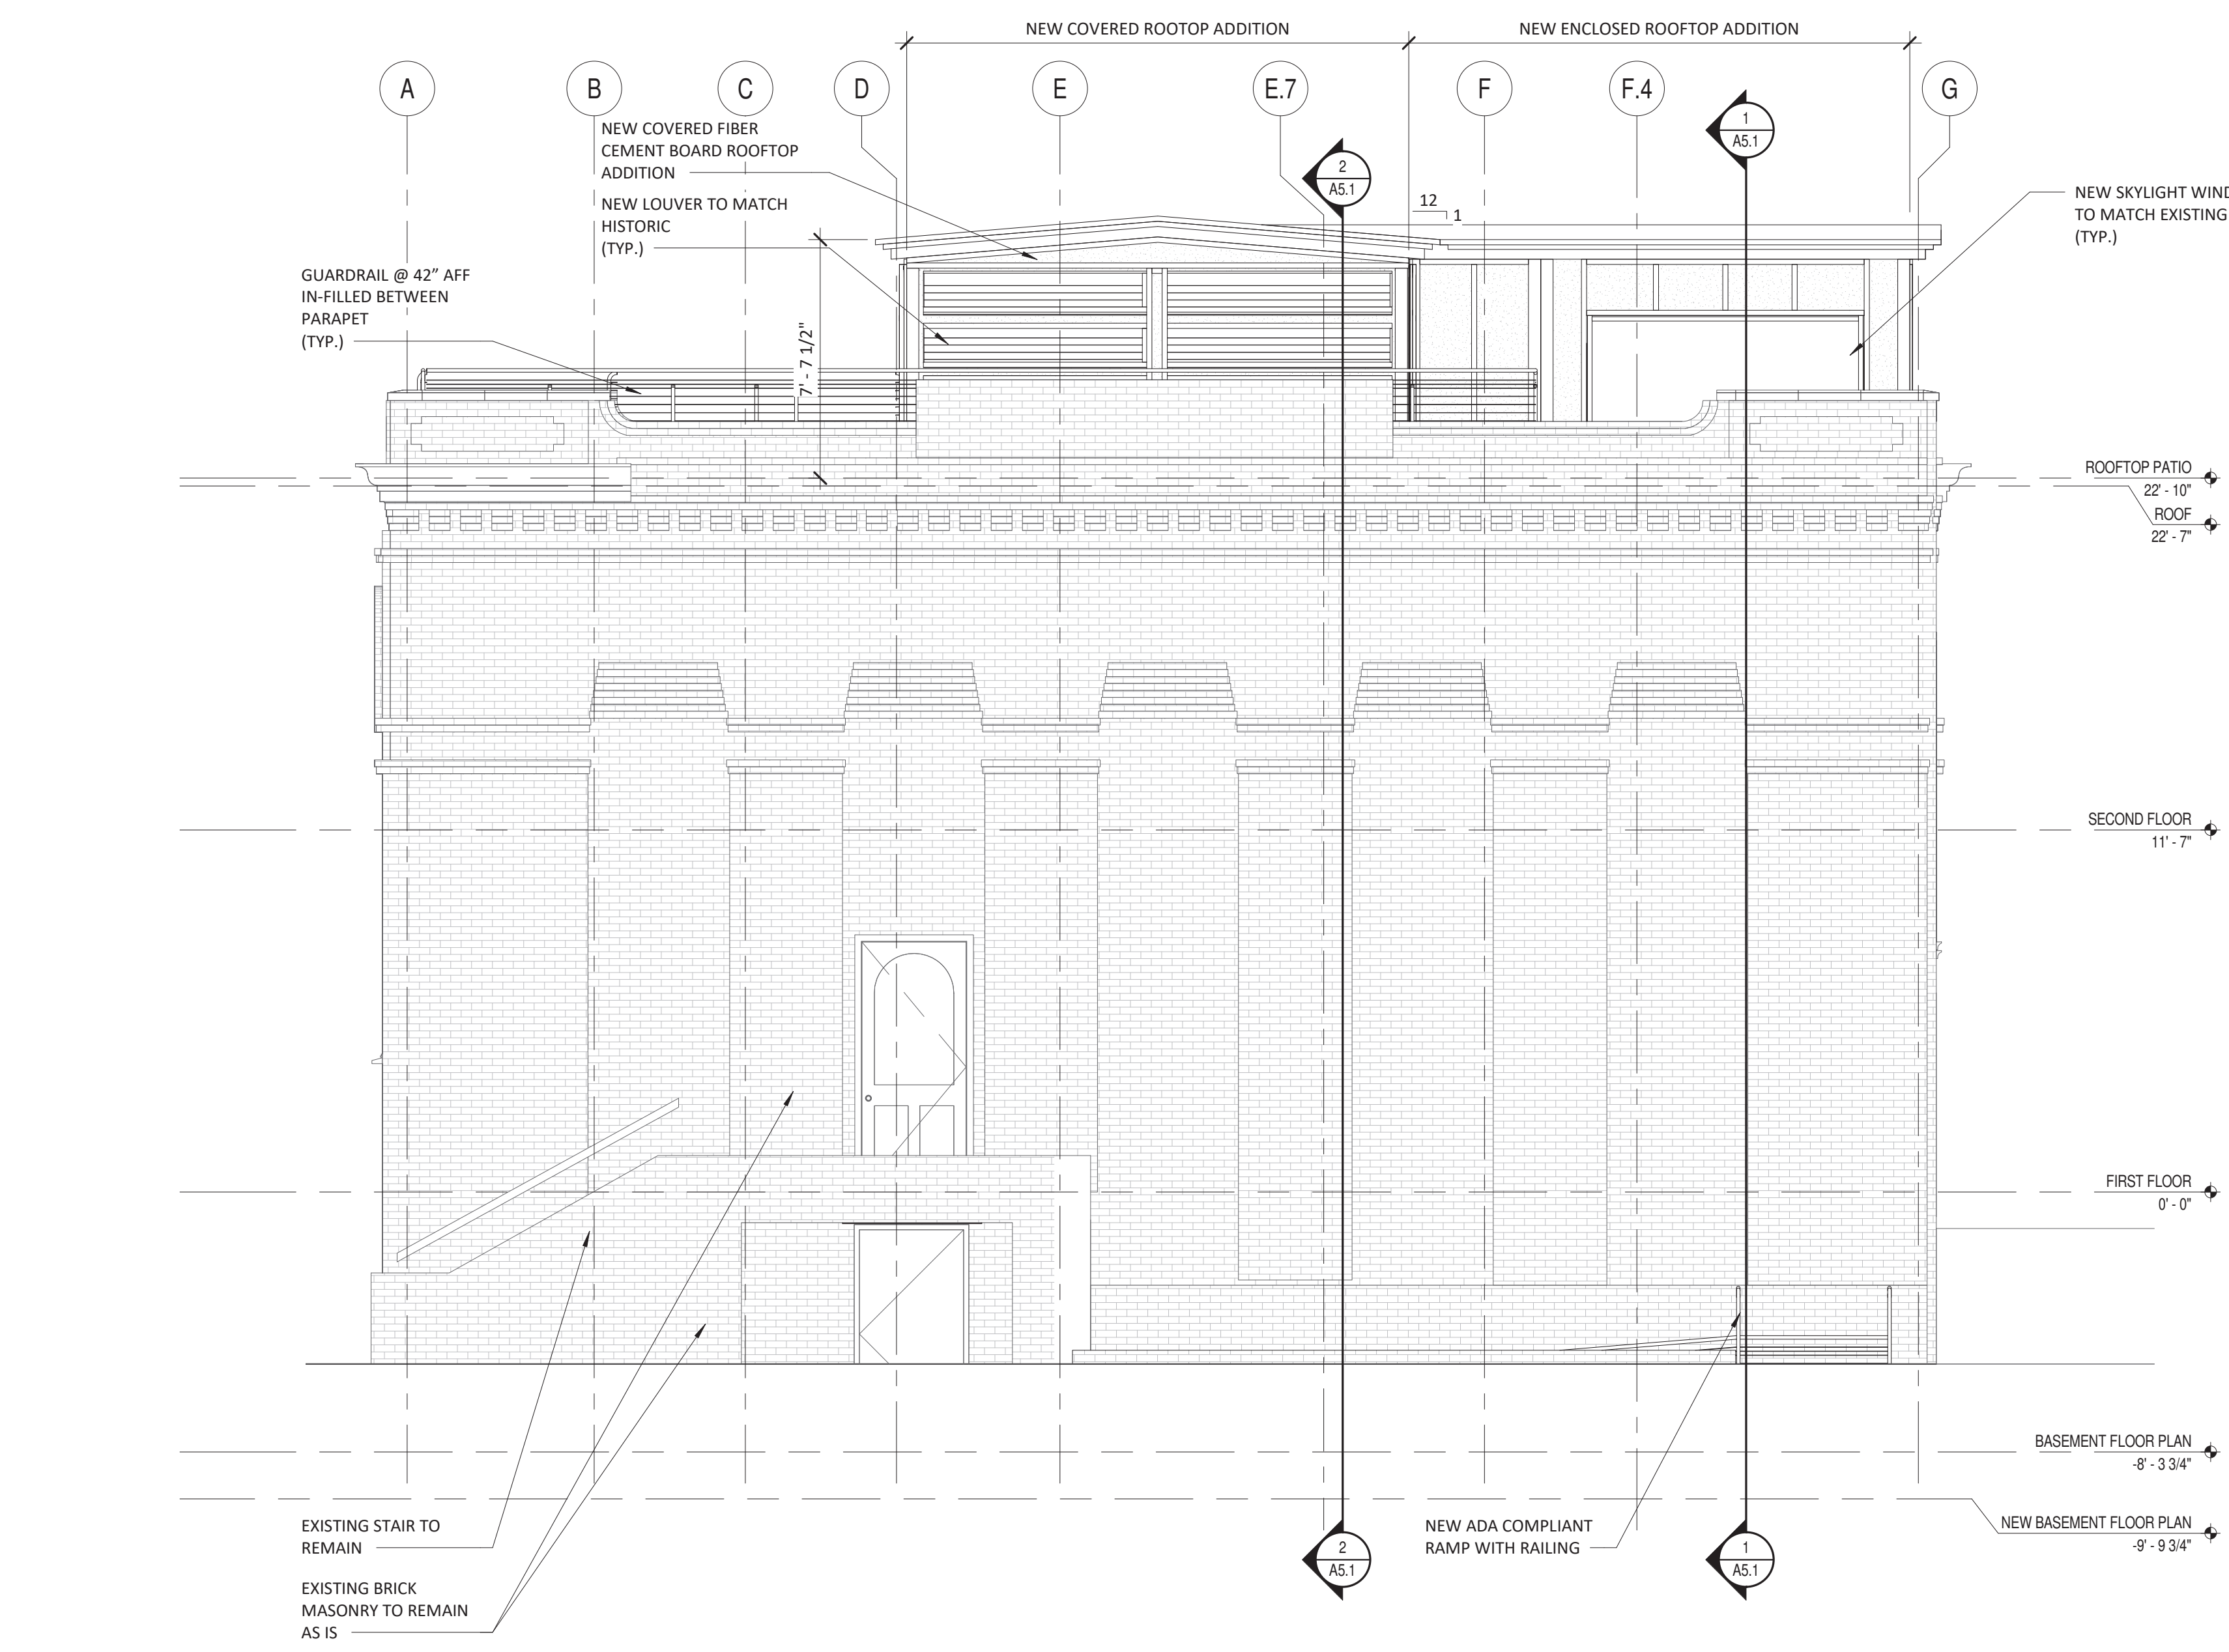 NEW COVERED ROOTOP ADDITION
NEW ENCLOSED ROOFTOP ADDITION
A
B
C
D
E
E.7
F
F.4
G
1
A5.1
2
A5.1
NEW COVERED FIBER
CEMENT BOARD ROOFTOP
ADDITION
NEW LOUVER TO MATCH
HISTORIC
(TYP.)
12
1
NEW SKYLIGHT WIND
TO MATCH EXISTING
(TYP.)
GUARDRAIL @ 42” AFF
IN-FILLED BETWEEN
PARAPET
(TYP.)
7' - 7 1/2"
ROOFTOP PATIO
22' - 10"
ROOF
22' - 7"
SECOND FLOOR
11' - 7"
FIRST FLOOR
0' - 0"
BASEMENT FLOOR PLAN
-8' - 3 3/4"
NEW BASEMENT FLOOR PLAN
-9' - 9 3/4"
EXISTING STAIR TO
REMAIN
EXISTING BRICK
MASONRY TO REMAIN
AS IS
NEW ADA COMPLIANT
RAMP WITH RAILING
2
A5.1
1
A5.1